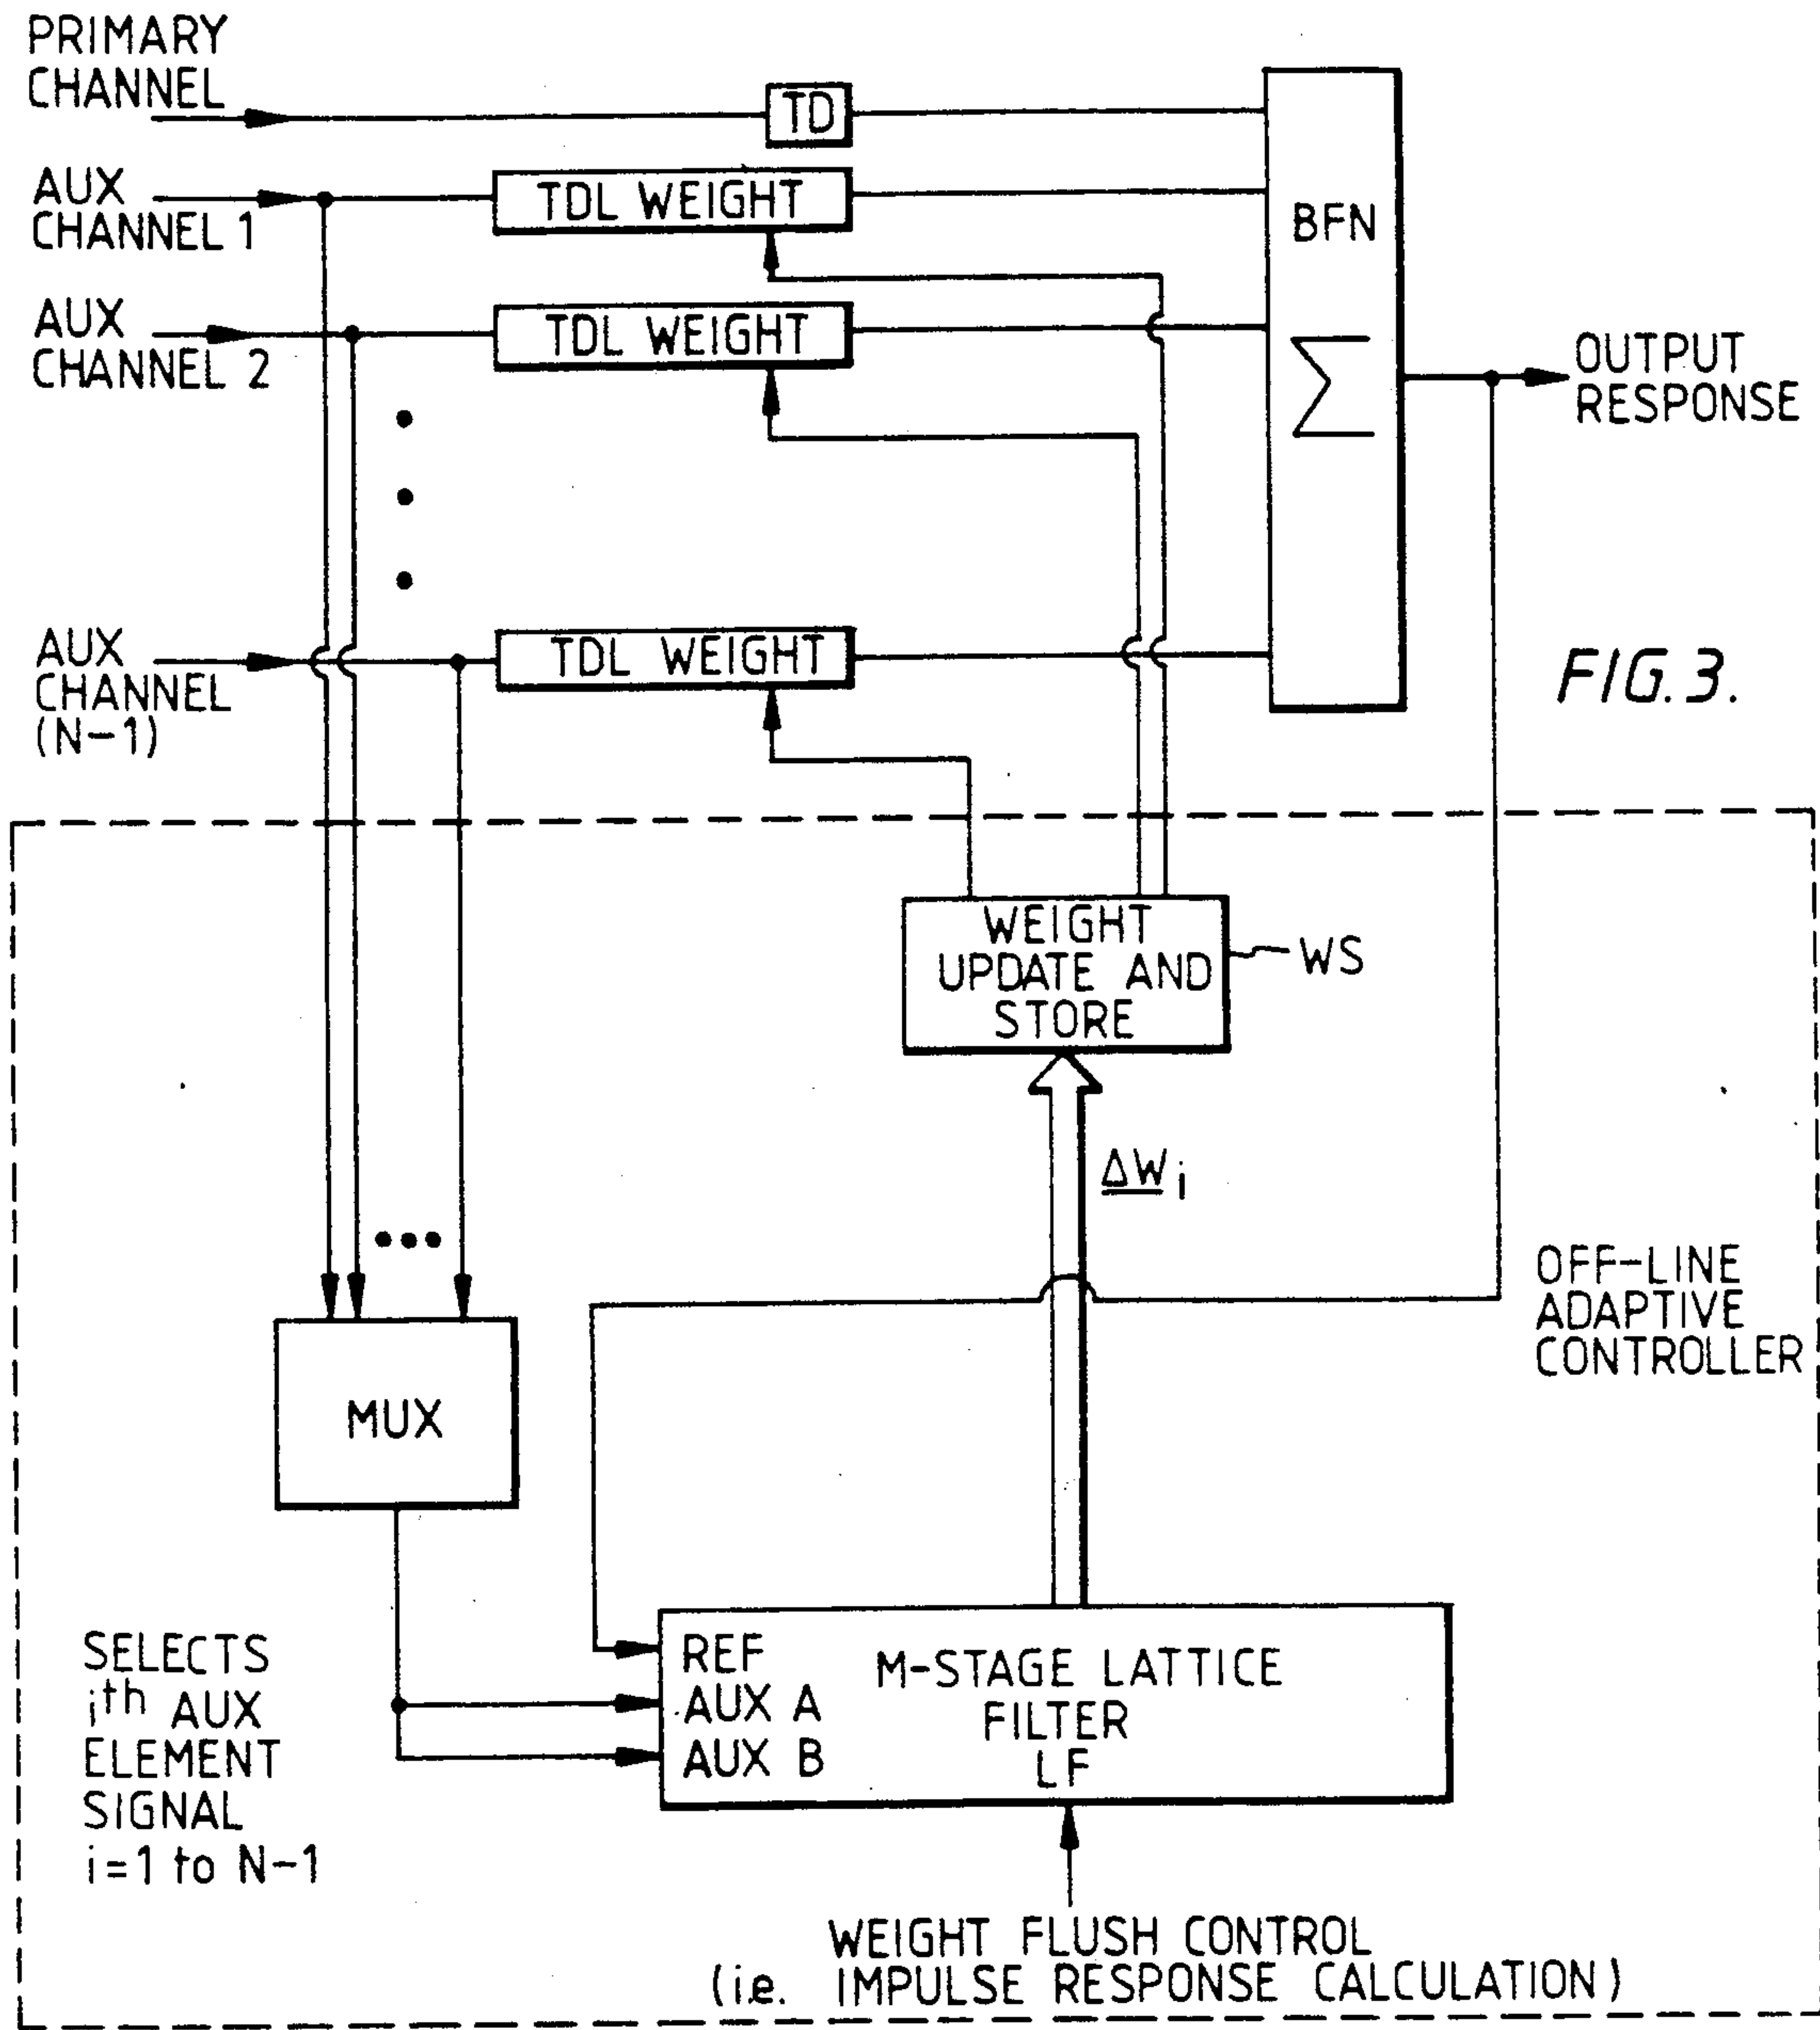 PRIMARY
CHANNEL
TD
AUX
CHANNEL 1
TDL WEIGHT
BFN
AUX
CHANNEL 2
TDL WEIGHT
Σ
OUTPUT
RESPONSE
AUX
CHANNEL
(N-1)
TDL WEIGHT
FIG. 3.
WEIGHT
UPDATE AND
STORE
WS
ΔW i
OFF-LINE
ADAPTIVE
CONTROLLER
MUX
SELECTS
ith AUX
ELEMENT
SIGNAL
i=1 to N-1
REF
AUX A
AUX B
M-STAGE LATTICE
FILTER
LF
WEIGHT FLUSH CONTROL
(i.e. IMPULSE RESPONSE CALCULATION)